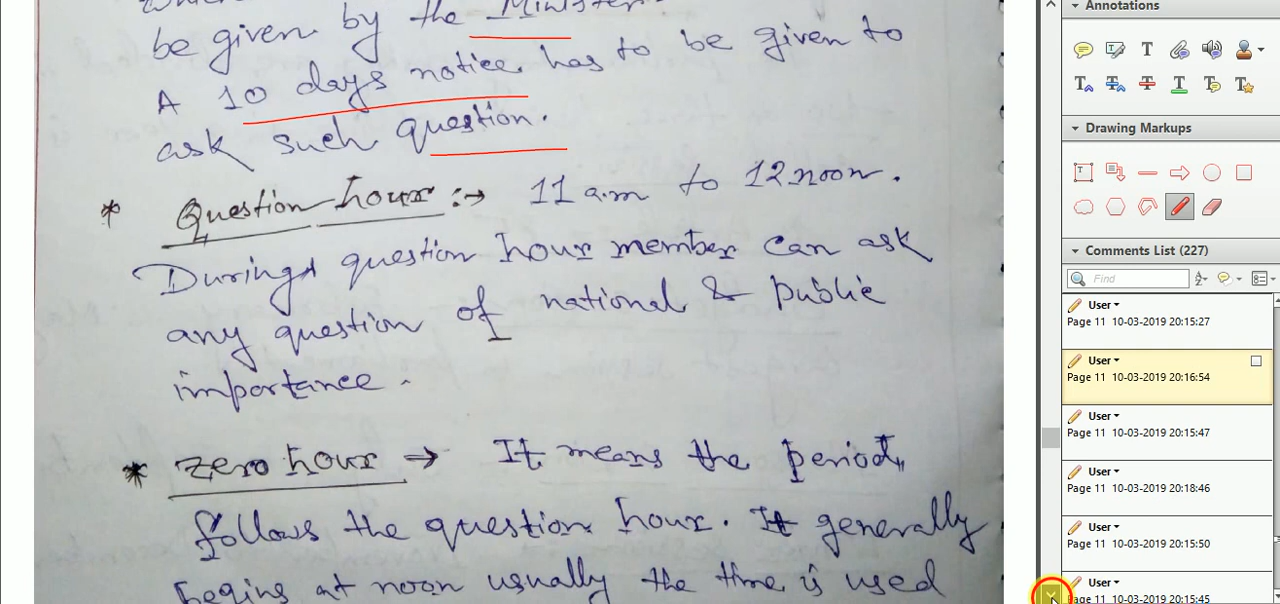 be given by the Minister.
A 10 days notice has to be given to
ask such question.
* Question hour :→ 11 a.m to 12 noon.
During question hour member can ask
any question of national & public
importance.
* Zero hour → It means the period,
follows the question hour. It generally
begins at noon usually the time is used
Annotations
Drawing Markups
Comments List (227)
Find
User
Page 11 10-03-2019 20:15:27
User
Page 11 10-03-2019 20:16:54
User
Page 11 10-03-2019 20:15:47
User
Page 11 10-03-2019 20:18:46
User
Page 11 10-03-2019 20:15:50
User
Page 11 10-03-2019 20:15:45